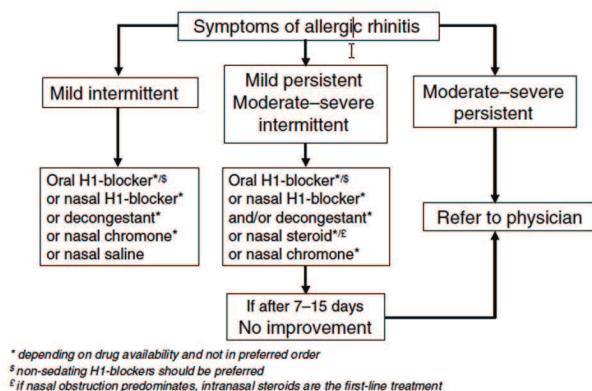 Symptoms of allergic rhinitis
Mild intermittent
Mild persistent
Moderate–severe
intermittent
Moderate–severe
persistent
Oral H1-blocker*/$
or nasal H1-blocker*
or decongestant*
or nasal chromone*
or nasal saline
Oral H1-blocker*/$
or nasal H1-blocker*
and/or decongestant*
or nasal steroid*/£
or nasal chromone*
Refer to physician
If after 7–15 days
No improvement
* depending on drug availability and not in preferred order
$ non-sedating H1-blockers should be preferred
£ if nasal obstruction predominates, intranasal steroids are the first-line treatment